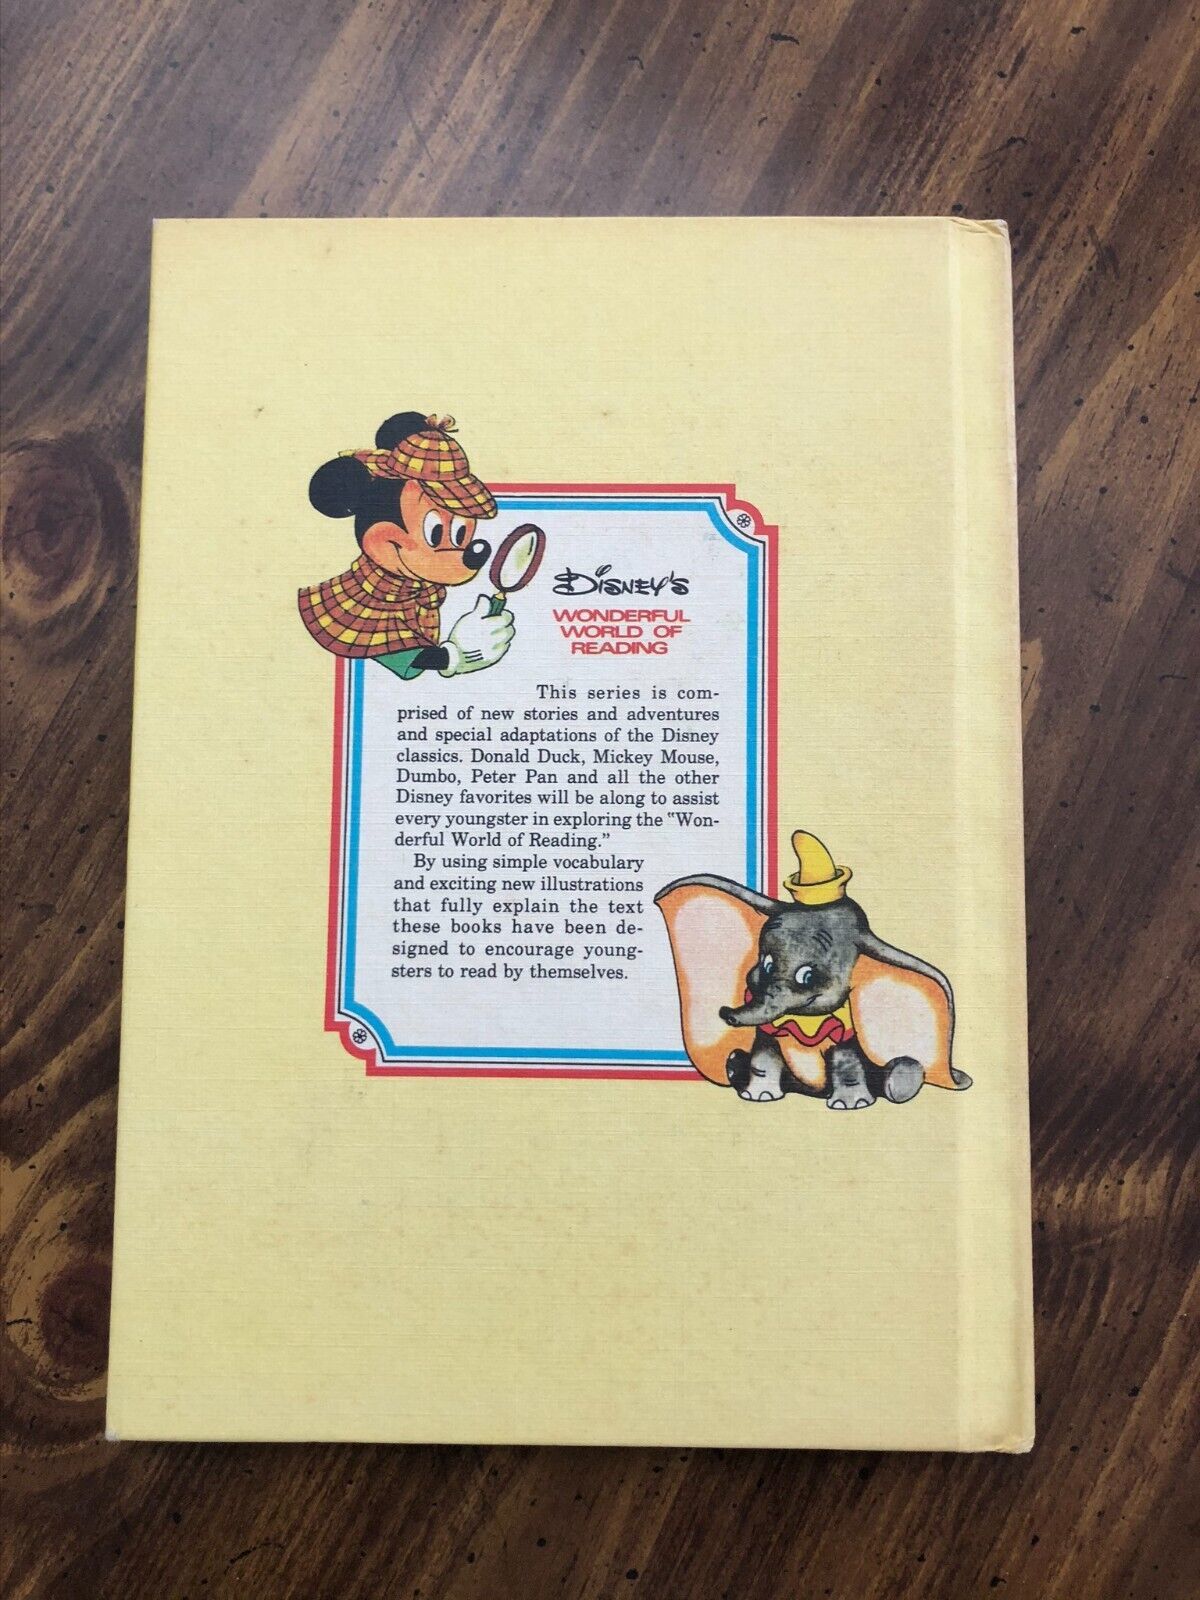 DISNEY'S
WONDERFUL
WORLD OF
READING
This series is com-
prised of new stories and adventures
and special adaptations of the Disney
classics. Donald Duck, Mickey Mouse,
Dumbo, Peter Pan and all the other
Disney favorites will be along to assist
every youngster in exploring the "Won-
derful World of Reading."
By using simple vocabulary
and exciting new illustrations
that fully explain the text
these books have been de-
signed to encourage young-
sters to read by themselves.